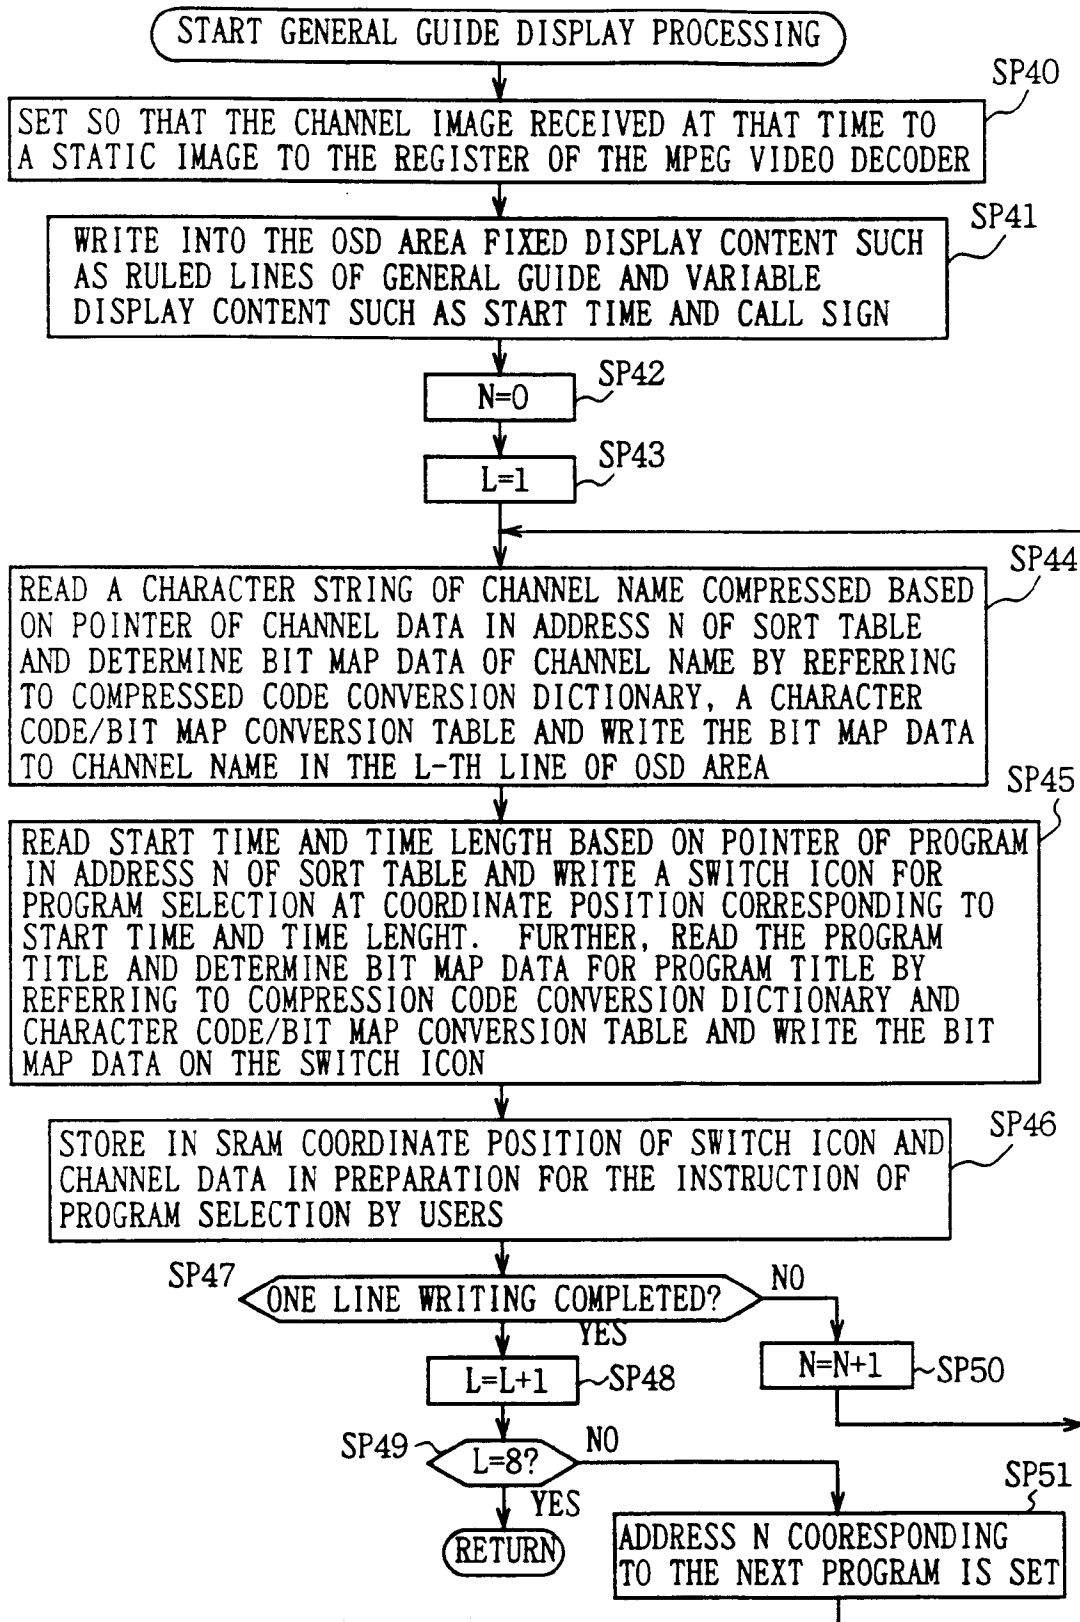 START GENERAL GUIDE DISPLAY PROCESSING
SP40
SET SO THAT THE CHANNEL IMAGE RECEIVED AT THAT TIME TO
A STATIC IMAGE TO THE REGISTER OF THE MPEG VIDEO DECODER
SP41
WRITE INTO THE OSD AREA FIXED DISPLAY CONTENT SUCH
AS RULED LINES OF GENERAL GUIDE AND VARIABLE
DISPLAY CONTENT SUCH AS START TIME AND CALL SIGN
SP42
N=0
SP43
L=1
SP44
READ A CHARACTER STRING OF CHANNEL NAME COMPRESSED BASED
ON POINTER OF CHANNEL DATA IN ADDRESS N OF SORT TABLE
AND DETERMINE BIT MAP DATA OF CHANNEL NAME BY REFERRING
TO COMPRESSED CODE CONVERSION DICTIONARY, A CHARACTER
CODE/BIT MAP CONVERSION TABLE AND WRITE THE BIT MAP DATA
TO CHANNEL NAME IN THE L-TH LINE OF OSD AREA
SP45
READ START TIME AND TIME LENGTH BASED ON POINTER OF PROGRAM
IN ADDRESS N OF SORT TABLE AND WRITE A SWITCH ICON FOR
PROGRAM SELECTION AT COORDINATE POSITION CORRESPONDING TO
START TIME AND TIME LENGHT. FURTHER, READ THE PROGRAM
TITLE AND DETERMINE BIT MAP DATA FOR PROGRAM TITLE BY
REFERRING TO COMPRESSION CODE CONVERSION DICTIONARY AND
CHARACTER CODE/BIT MAP CONVERSION TABLE AND WRITE THE BIT
MAP DATA ON THE SWITCH ICON
SP46
STORE IN SRAM COORDINATE POSITION OF SWITCH ICON AND
CHANNEL DATA IN PREPARATION FOR THE INSTRUCTION OF
PROGRAM SELECTION BY USERS
SP47
ONE LINE WRITING COMPLETED?
NO
YES
L=L+1
SP48
N=N+1
SP50
SP49
L=8?
NO
YES
SP51
RETURN
ADDRESS N COORESPONDING
TO THE NEXT PROGRAM IS SET